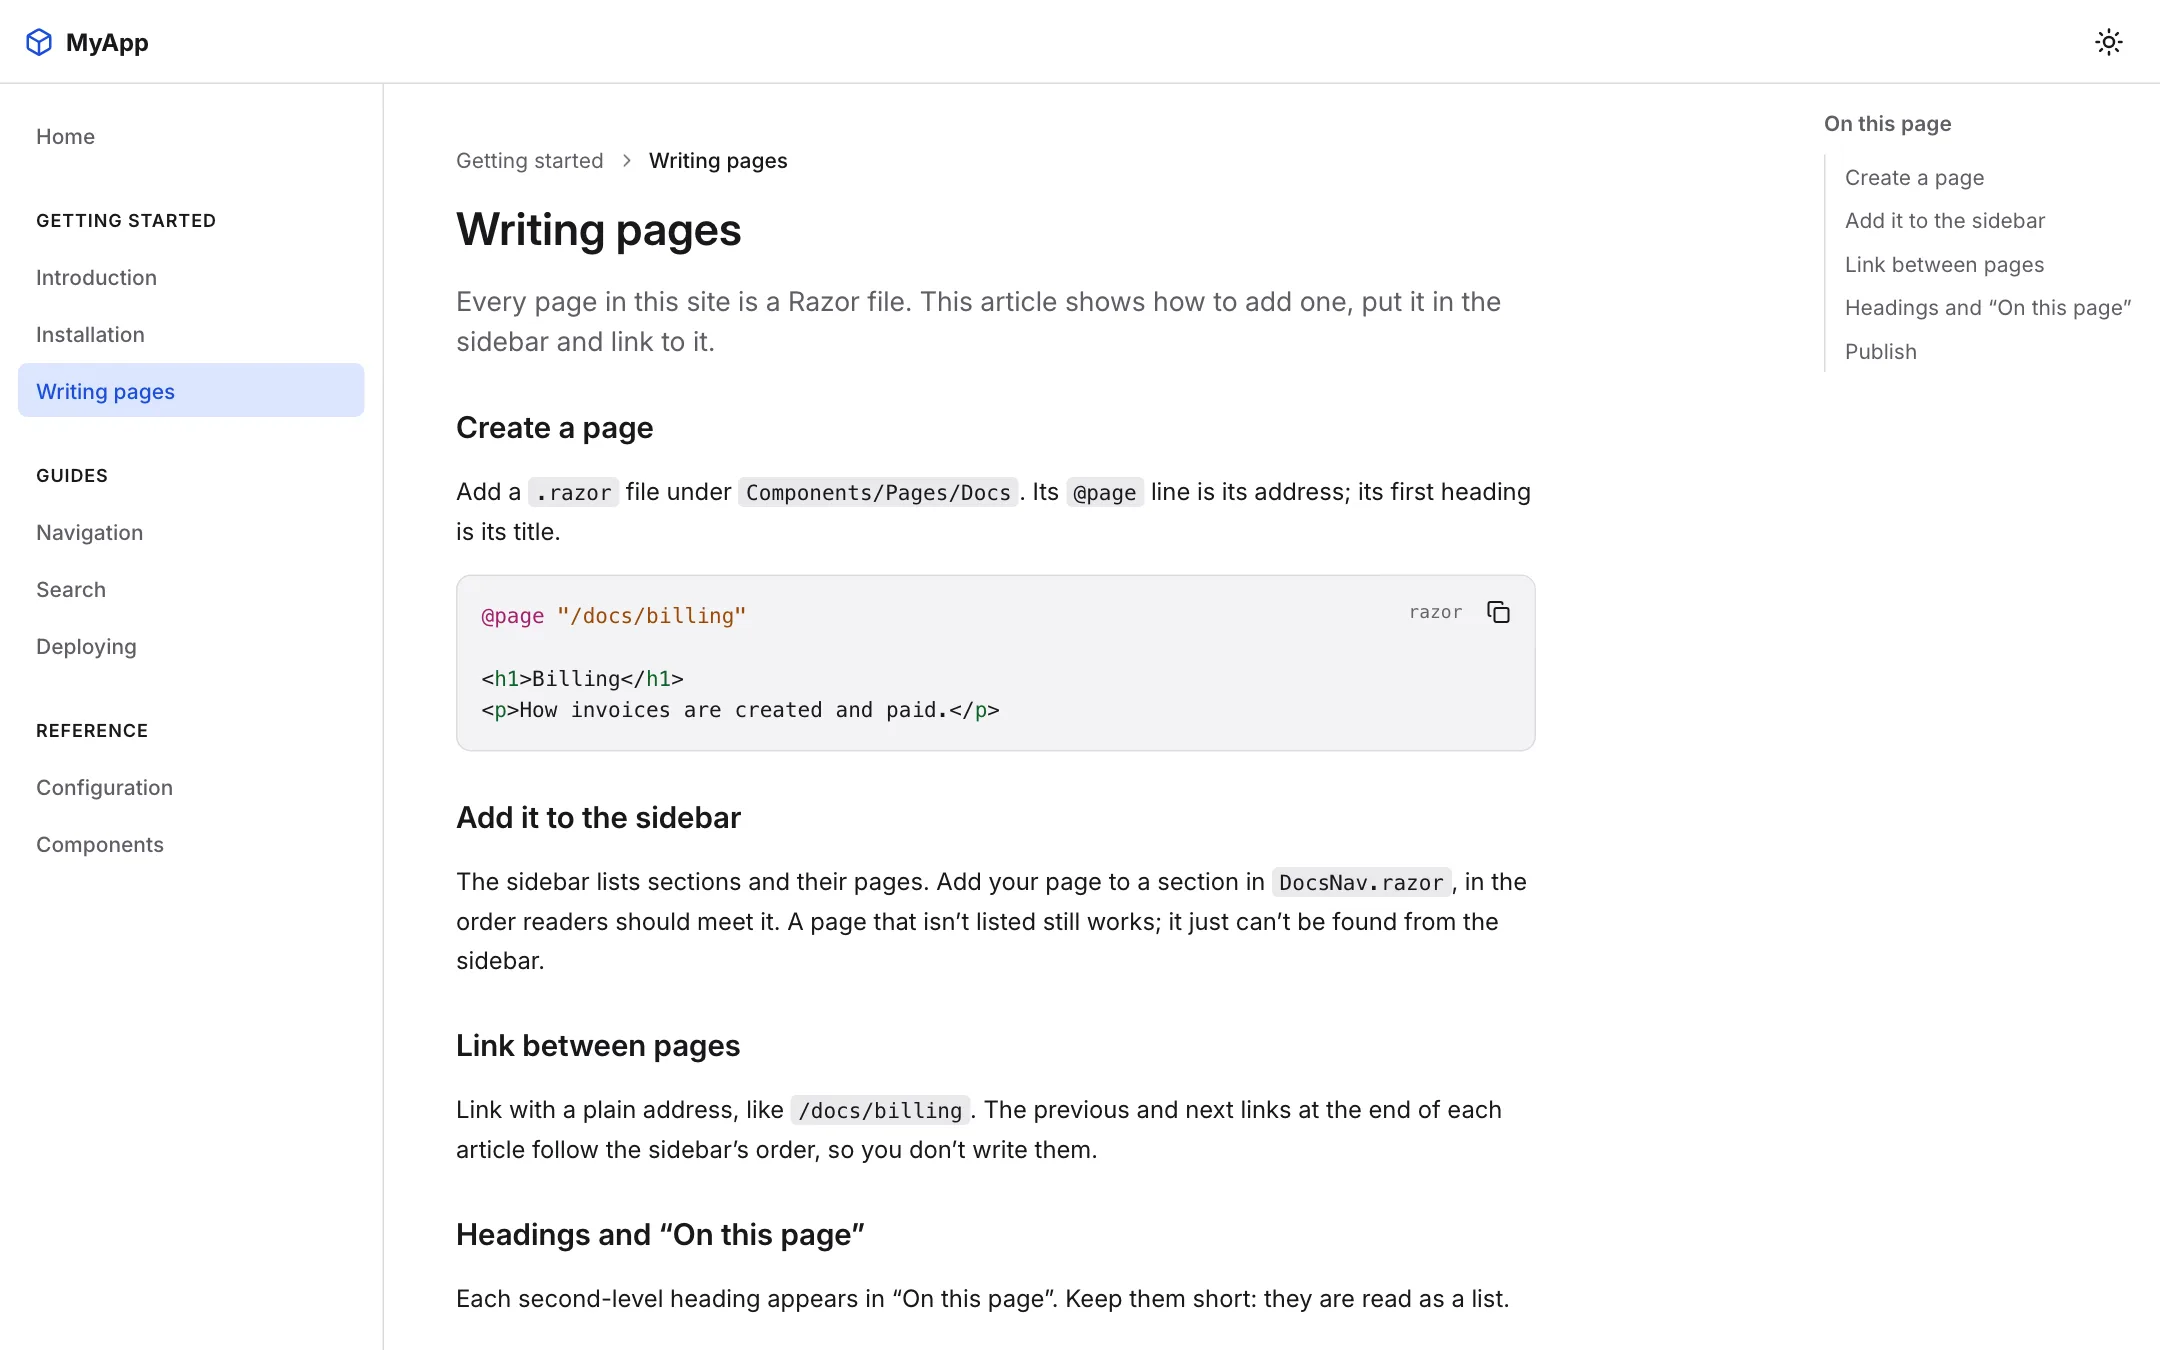 MyApp
Home
GETTING STARTED
Introduction
Installation
Writing pages
GUIDES
Navigation
Search
Deploying
REFERENCE
Configuration
Components
Getting started > Writing pages
Writing pages
Every page in this site is a Razor file. This article shows how to add one, put it in the
sidebar and link to it.
Create a page
Add a .razor file under Components/Pages/Docs. Its @page line is its address; its first heading
is its title.
razor
@page "/docs/billing"
<h1>Billing</h1>
<p>How invoices are created and paid.</p>
Add it to the sidebar
The sidebar lists sections and their pages. Add your page to a section in DocsNav.razor, in the
order readers should meet it. A page that isn’t listed still works; it just can’t be found from the
sidebar.
Link between pages
Link with a plain address, like /docs/billing. The previous and next links at the end of each
article follow the sidebar’s order, so you don’t write them.
Headings and “On this page”
Each second-level heading appears in “On this page”. Keep them short: they are read as a list.
On this page
Create a page
Add it to the sidebar
Link between pages
Headings and “On this page”
Publish